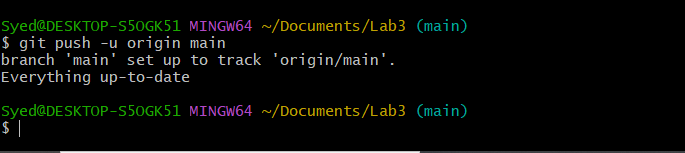 Syed@DESKTOP-S5OGK51 MINGW64 ~/Documents/Lab3 (main)
$ git push -u origin main
branch 'main' set up to track 'origin/main'.
Everything up-to-date
Syed@DESKTOP-S5OGK51 MINGW64 ~/Documents/Lab3 (main)
$